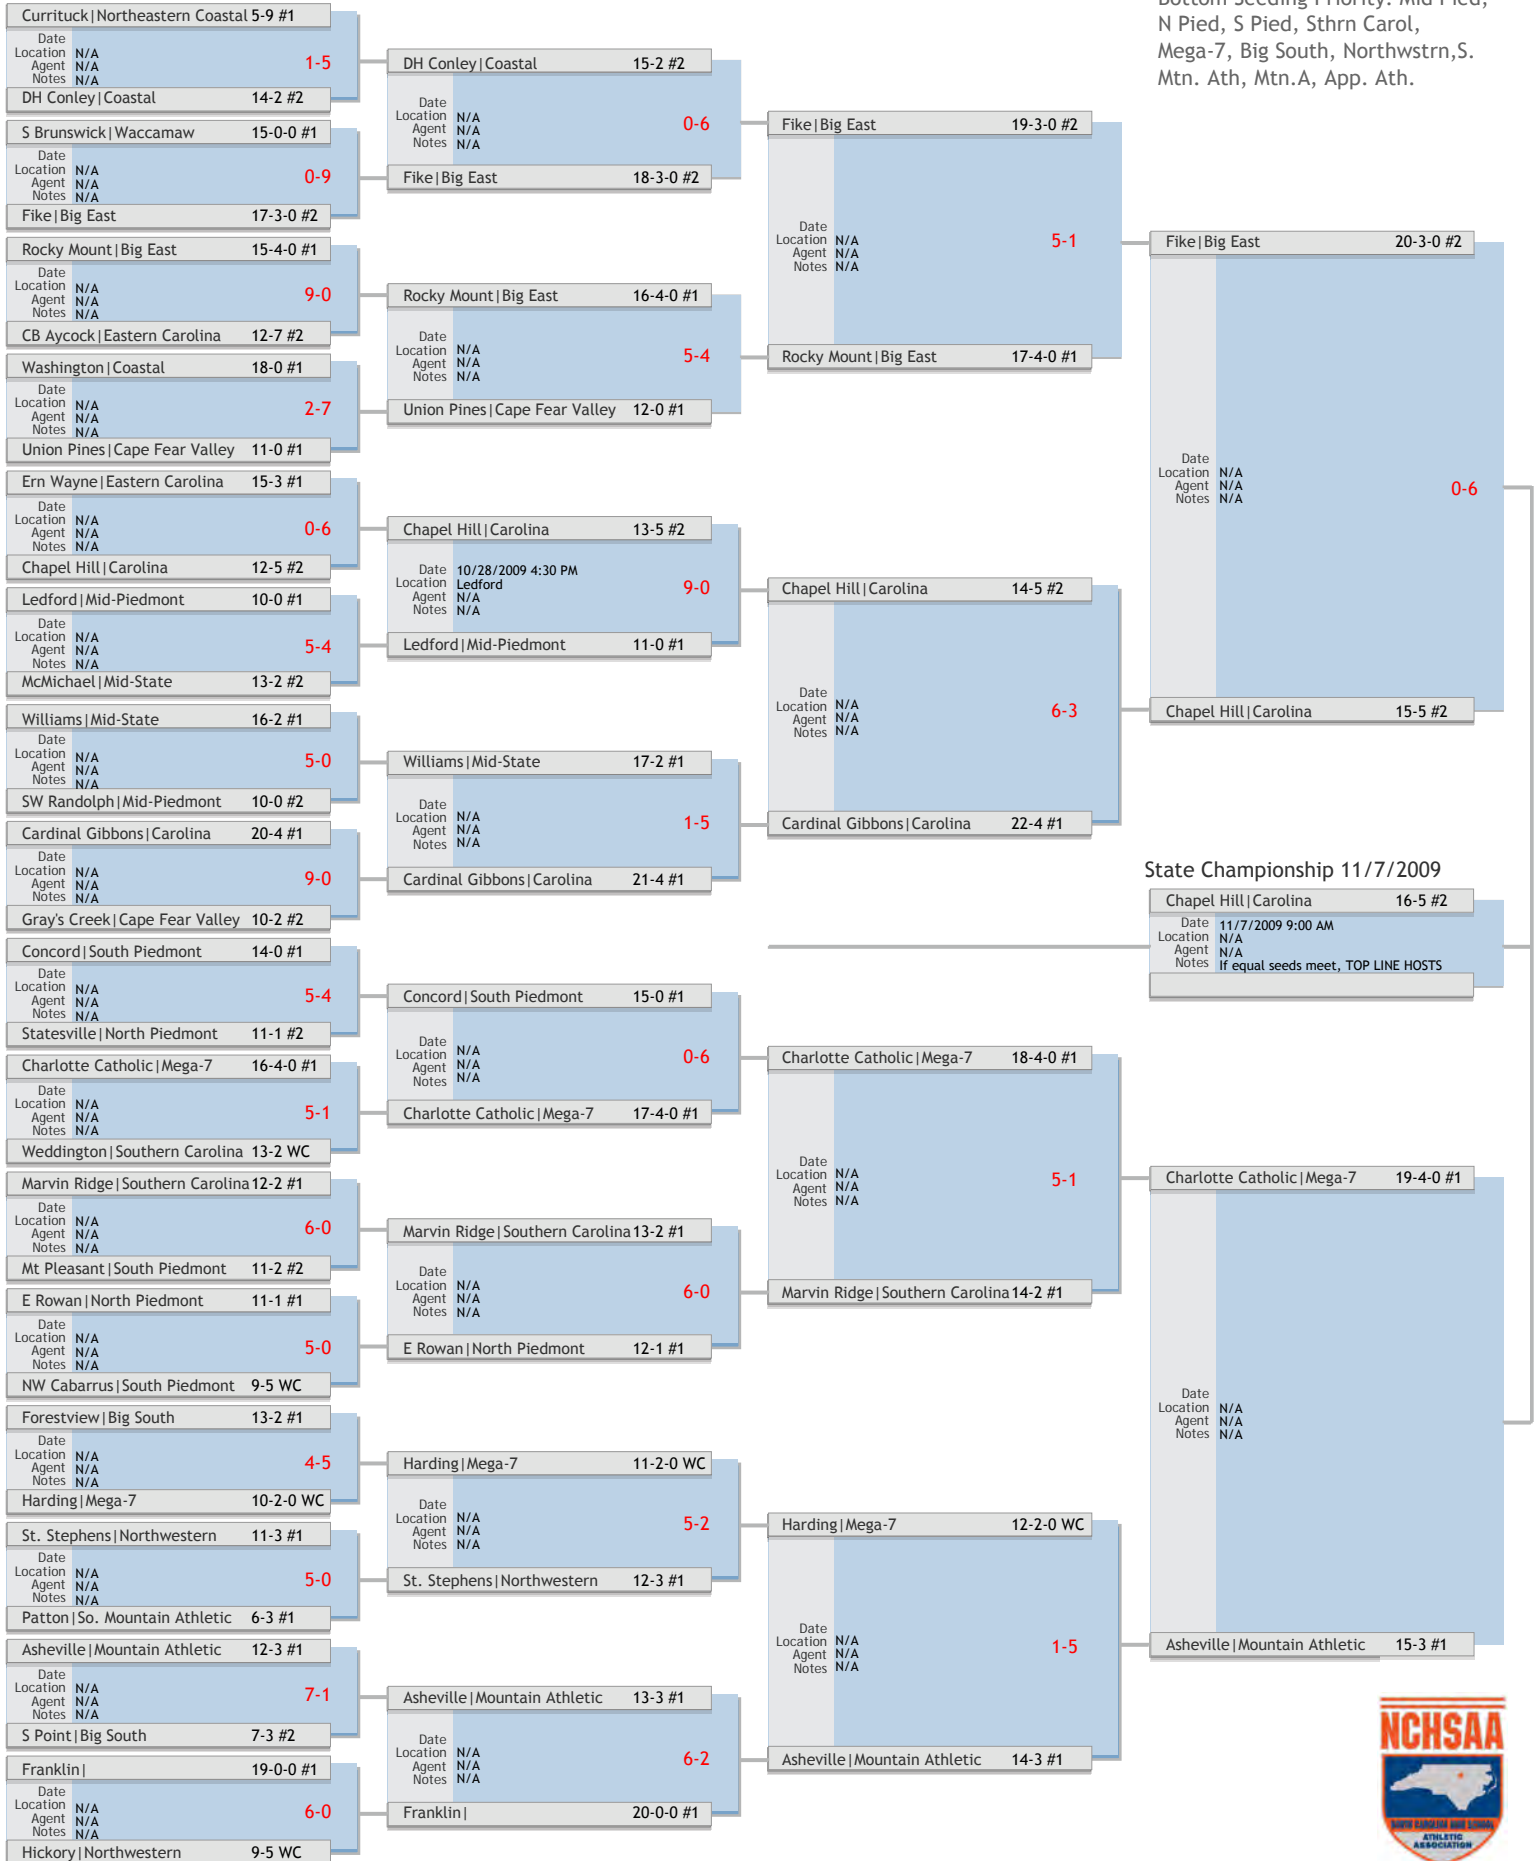 Bottom Seeding Priority: Mid Pied,
N Pied, S Pied, Sthrn Carol,
Mega-7, Big South, Northwstrn,S.
Mtn. Ath, Mtn.A, App. Ath.
Currituck|Northeastern Coastal 5-9 #1
Date
Location N/A
Agent N/A
Notes N/A
1-5
DH Conley|Coastal 14-2 #2
S Brunswick|Waccamaw 15-0-0 #1
Date
Location N/A
Agent N/A
Notes N/A
0-9
Fike|Big East 17-3-0 #2
Rocky Mount|Big East 15-4-0 #1
Date
Location N/A
Agent N/A
Notes N/A
9-0
CB Aycock|Eastern Carolina 12-7 #2
Washington|Coastal 18-0 #1
Date
Location N/A
Agent N/A
Notes N/A
2-7
Union Pines|Cape Fear Valley 11-0 #1
Ern Wayne|Eastern Carolina 15-3 #1
Date
Location N/A
Agent N/A
Notes N/A
0-6
Chapel Hill|Carolina 12-5 #2
Ledford|Mid-Piedmont 10-0 #1
Date
Location N/A
Agent N/A
Notes N/A
5-4
McMichael|Mid-State 13-2 #2
Williams|Mid-State 16-2 #1
Date
Location N/A
Agent N/A
Notes N/A
5-0
SW Randolph|Mid-Piedmont 10-0 #2
Cardinal Gibbons|Carolina 20-4 #1
Date
Location N/A
Agent N/A
Notes N/A
9-0
Gray's Creek|Cape Fear Valley 10-2 #2
Concord|South Piedmont 14-0 #1
Date
Location N/A
Agent N/A
Notes N/A
5-4
Statesville|North Piedmont 11-1 #2
Charlotte Catholic|Mega-7 16-4-0 #1
Date
Location N/A
Agent N/A
Notes N/A
5-1
Weddington|Southern Carolina 13-2 WC
Marvin Ridge|Southern Carolina 12-2 #1
Date
Location N/A
Agent N/A
Notes N/A
6-0
Mt Pleasant|South Piedmont 11-2 #2
E Rowan|North Piedmont 11-1 #1
Date
Location N/A
Agent N/A
Notes N/A
5-0
NW Cabarrus|South Piedmont 9-5 WC
Forestview|Big South 13-2 #1
Date
Location N/A
Agent N/A
Notes N/A
4-5
Harding|Mega-7 10-2-0 WC
St. Stephens|Northwestern 11-3 #1
Date
Location N/A
Agent N/A
Notes N/A
5-0
Patton|So. Mountain Athletic 6-3 #1
Asheville|Mountain Athletic 12-3 #1
Date
Location N/A
Agent N/A
Notes N/A
7-1
S Point|Big South 7-3 #2
Franklin| 19-0-0 #1
Date
Location N/A
Agent N/A
Notes N/A
6-0
Hickory|Northwestern 9-5 WC
DH Conley|Coastal 15-2 #2
Date
Location N/A
Agent N/A
Notes N/A
0-6
Fike|Big East 18-3-0 #2
Rocky Mount|Big East 16-4-0 #1
Date
Location N/A
Agent N/A
Notes N/A
5-4
Union Pines|Cape Fear Valley 12-0 #1
Chapel Hill|Carolina 13-5 #2
Date 10/28/2009 4:30 PM
Location Ledford
Agent N/A
Notes N/A
9-0
Ledford|Mid-Piedmont 11-0 #1
Williams|Mid-State 17-2 #1
Date
Location N/A
Agent N/A
Notes N/A
1-5
Cardinal Gibbons|Carolina 21-4 #1
Concord|South Piedmont 15-0 #1
Date
Location N/A
Agent N/A
Notes N/A
0-6
Charlotte Catholic|Mega-7 17-4-0 #1
Marvin Ridge|Southern Carolina 13-2 #1
Date
Location N/A
Agent N/A
Notes N/A
6-0
E Rowan|North Piedmont 12-1 #1
Harding|Mega-7 11-2-0 WC
Date
Location N/A
Agent N/A
Notes N/A
5-2
St. Stephens|Northwestern 12-3 #1
Asheville|Mountain Athletic 13-3 #1
Date
Location N/A
Agent N/A
Notes N/A
6-2
Franklin| 20-0-0 #1
Fike|Big East 19-3-0 #2
Date
Location N/A
Agent N/A
Notes N/A
5-1
Rocky Mount|Big East 17-4-0 #1
Chapel Hill|Carolina 14-5 #2
Date
Location N/A
Agent N/A
Notes N/A
6-3
Cardinal Gibbons|Carolina 22-4 #1
Charlotte Catholic|Mega-7 18-4-0 #1
Date
Location N/A
Agent N/A
Notes N/A
5-1
Marvin Ridge|Southern Carolina 14-2 #1
Harding|Mega-7 12-2-0 WC
Date
Location N/A
Agent N/A
Notes N/A
1-5
Asheville|Mountain Athletic 14-3 #1
Fike|Big East 20-3-0 #2
Date
Location N/A
Agent N/A
Notes N/A
0-6
Chapel Hill|Carolina 15-5 #2
State Championship 11/7/2009
Chapel Hill|Carolina 16-5 #2
Date 11/7/2009 9:00 AM
Location N/A
Agent N/A
Notes If equal seeds meet, TOP LINE HOSTS
Charlotte Catholic|Mega-7 19-4-0 #1
Date
Location N/A
Agent N/A
Notes N/A
Asheville|Mountain Athletic 15-3 #1
NCHSAA
NORTH CAROLINA HIGH SCHOOL
ATHLETIC
ASSOCIATION